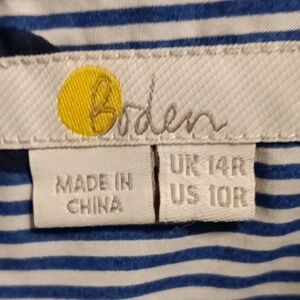 Boden
MADE IN
CHINA
UK 14R
US 10R